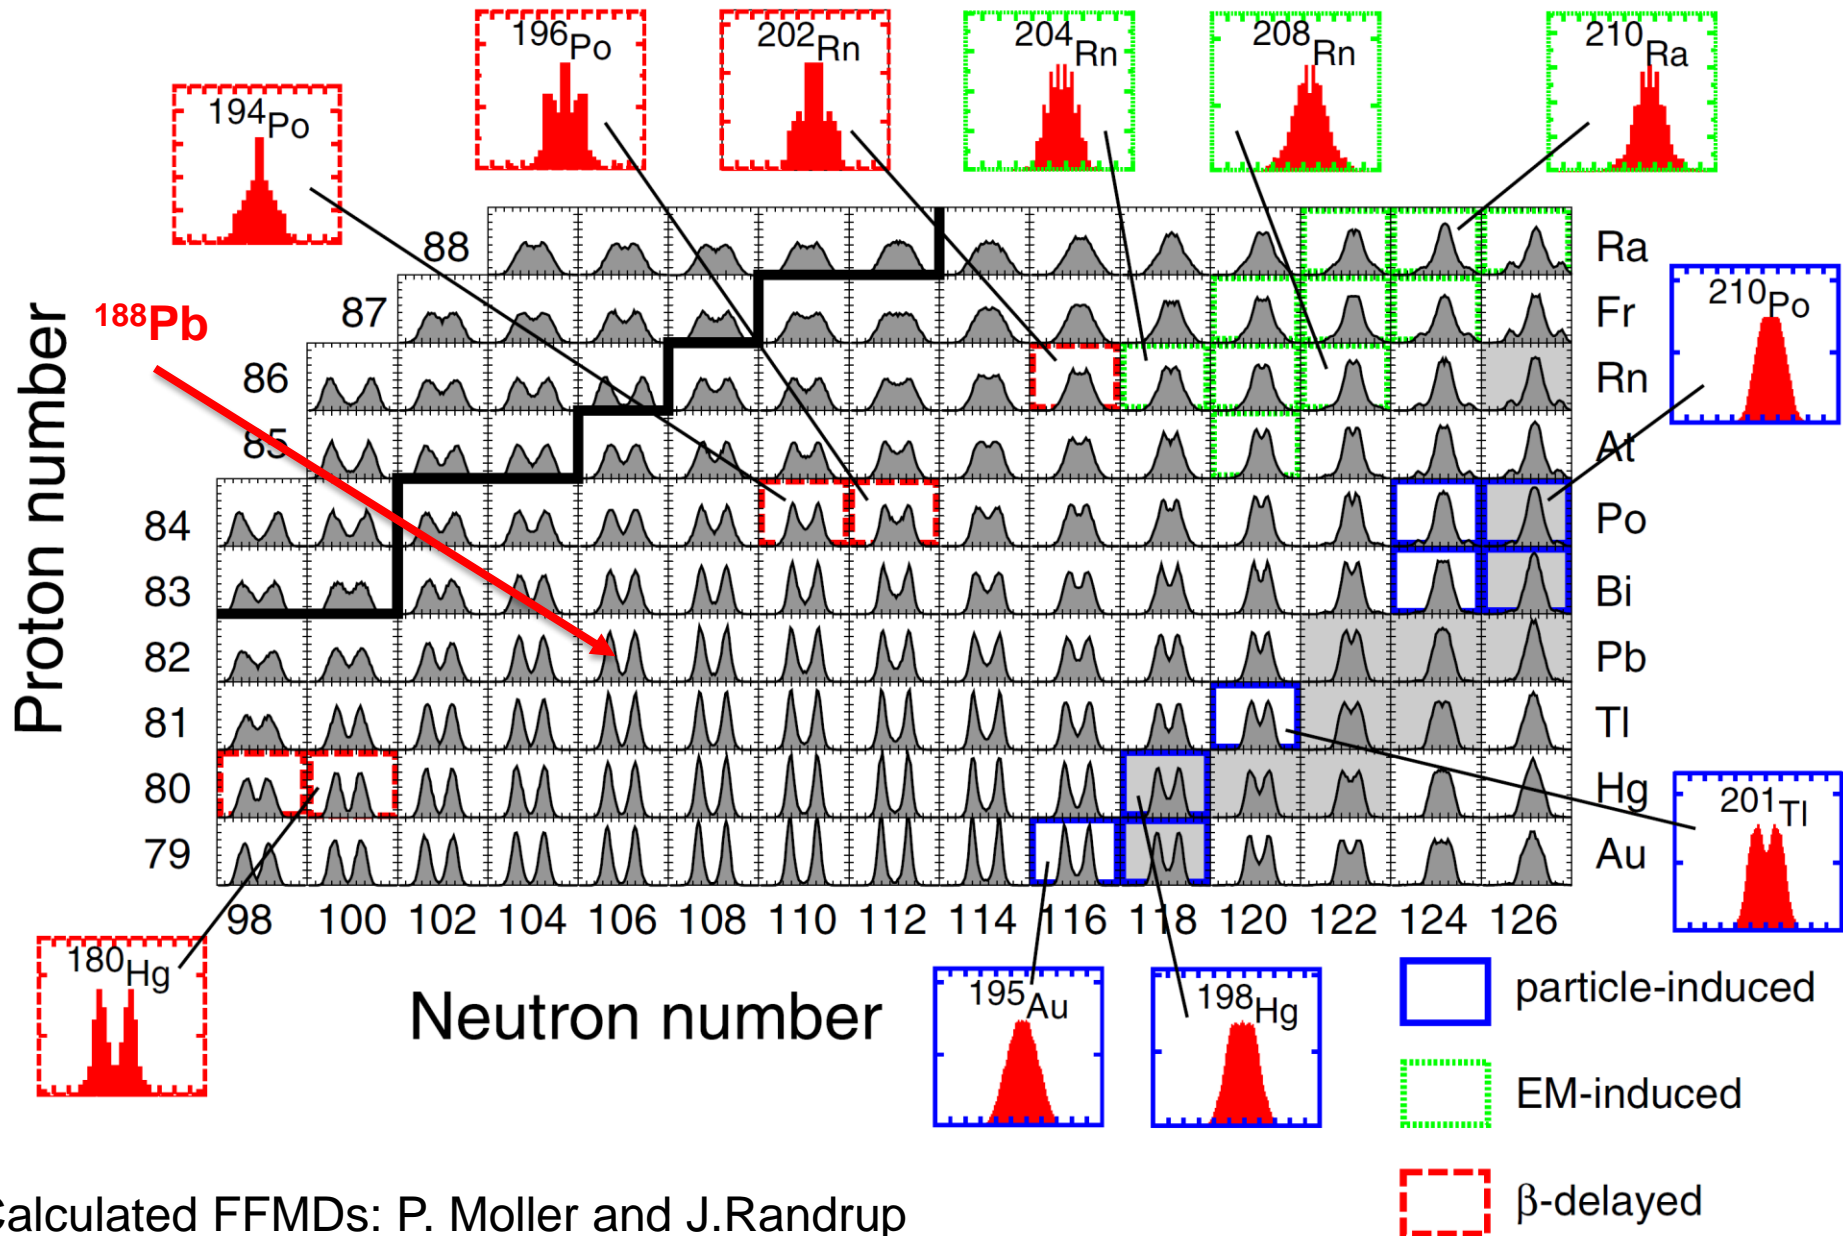 196Po
202Rn
204Rn
208Rn
210Ra
194Po
88
Ra
210Po
188Pb
87
Fr
86
Rn
85
At
84
Po
83
Bi
82
Pb
81
Tl
80
Hg
201Tl
79
Au
98 100 102 104 106 108 110 112 114 116 118 120 122 124 126
Proton number
180Hg
Neutron number
195Au
198Hg
particle-induced
EM-induced
β-delayed
Calculated FFMDs: P. Moller and J.Randrup